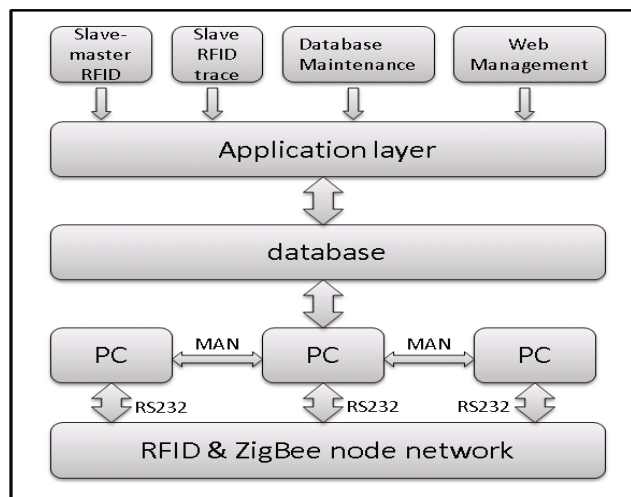 Slave-
master
RFID
Slave
RFID
trace
Database
Maintenance
Web
Management
Application layer
database
PC
MAN
PC
MAN
PC
RS232
RS232
RS232
RFID & ZigBee node network